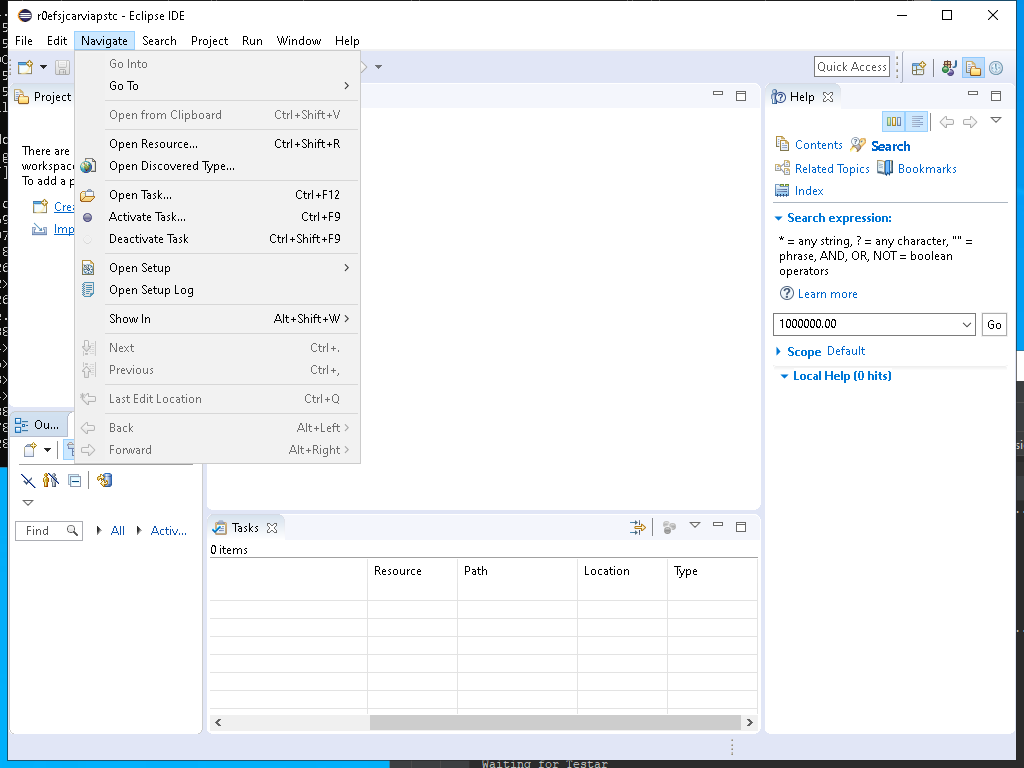 r0efsjcarviapstc - Eclipse IDE
File Edit Navigate Search Project Run Window Help
Quick Access
Project
There are
workspac
To add a p
Crea
Imp
Go Into
Go To
Open from Clipboard Ctrl+Shift+V
Open Resource... Ctrl+Shift+R
Open Discovered Type...
Open Task... Ctrl+F12
Activate Task... Ctrl+F9
Deactivate Task Ctrl+Shift+F9
Open Setup
Open Setup Log
Show In Alt+Shift+W
Next Ctrl+.
Previous Ctrl+,
Last Edit Location Ctrl+Q
Back Alt+Left
Forward Alt+Right
Ou...
Find All Activ...
Tasks
0 items
Resource Path Location Type
Help
Contents Search
Related Topics Bookmarks
Index
Search expression:
* = any string, ? = any character, "" =
phrase, AND, OR, NOT = boolean
operators
Learn more
1000000.00 Go
Scope Default
Local Help (0 hits)
Waiting for Testar